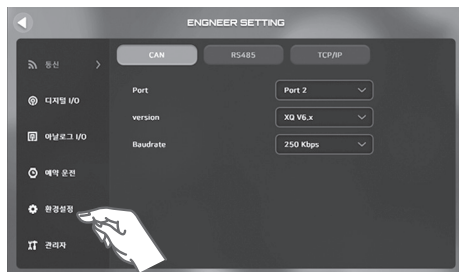 ENGNEER SETTING
통신
CAN
RS485
TCP/IP
디지털 I/O
Port
Port 2
version
XQ V6.x
아날로그 I/O
Baudrate
250 Kbps
예약 운전
환경설정
관리자